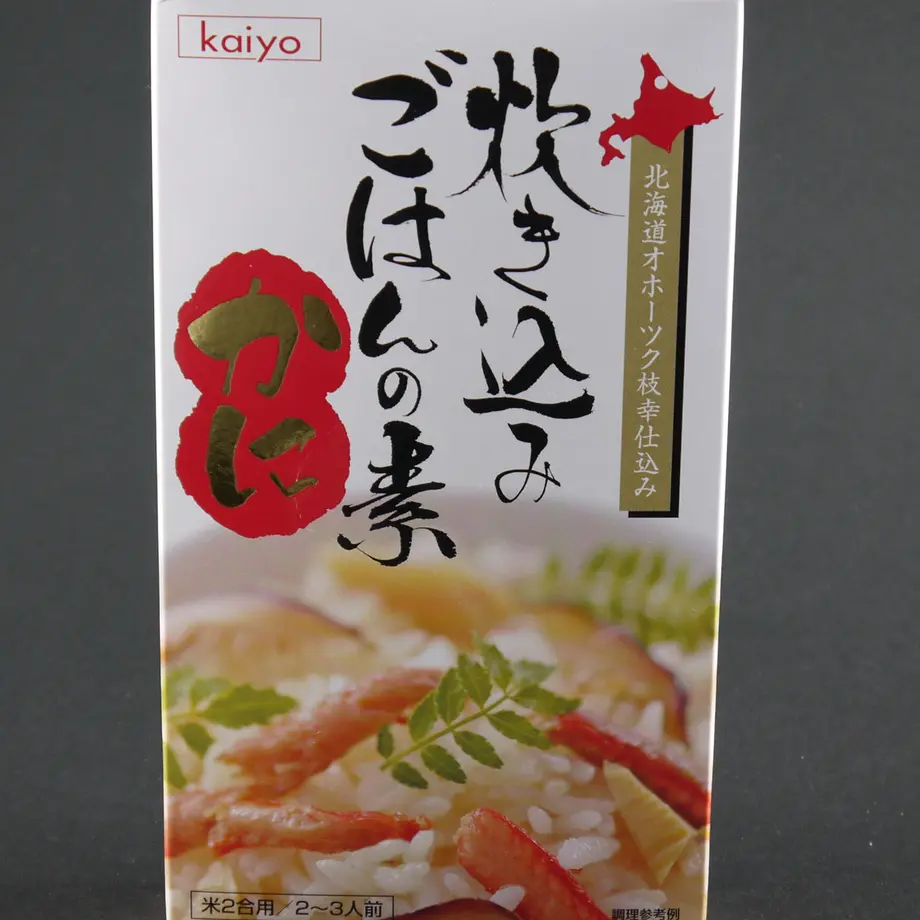 kaiyo
北海道オホーツク枝幸仕込み
炊き込み
ごはんの素
かに
米2合用／2〜3人前
調理参考例